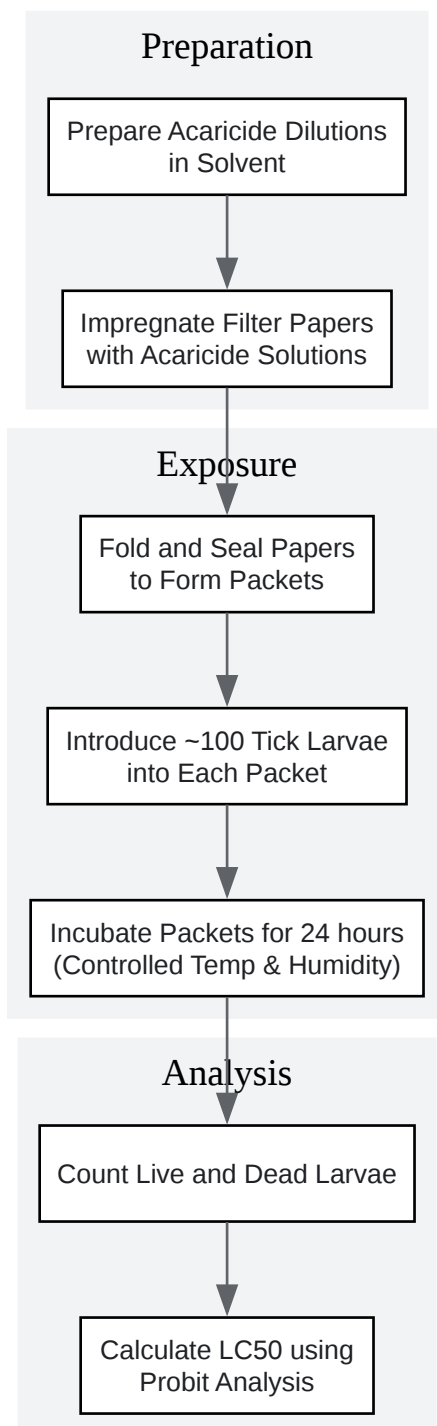 Preparation
Prepare Acaricide Dilutions
in Solvent
Impregnate Filter Papers
with Acaricide Solutions
Exposure
Fold and Seal Papers
to Form Packets
Introduce ~100 Tick Larvae
into Each Packet
Incubate Packets for 24 hours
(Controlled Temp & Humidity)
Analysis
Count Live and Dead Larvae
Calculate LC50 using
Probit Analysis